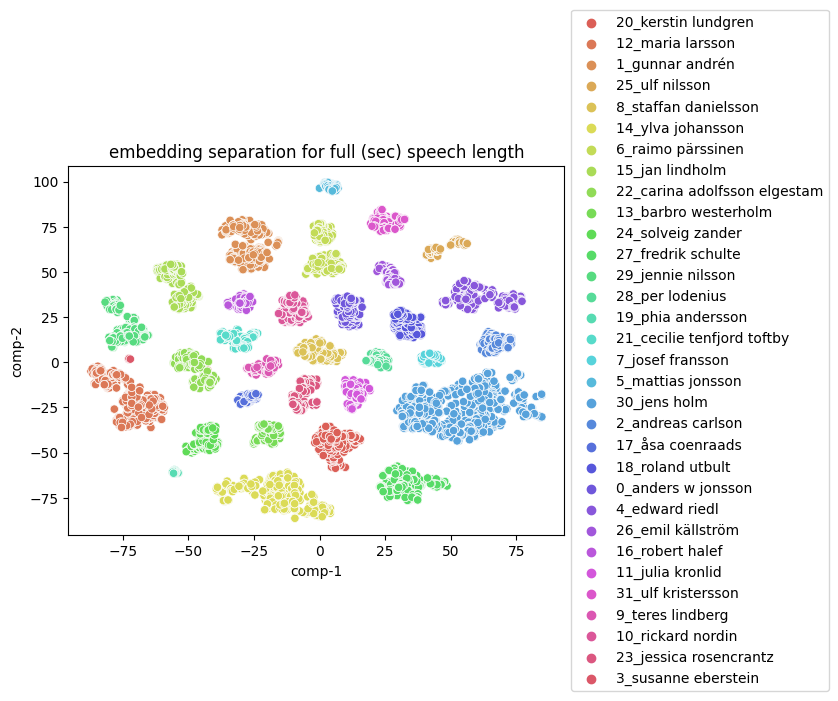 embedding separation for full (sec) speech length
100
75
50
25
0
−25
−50
−75
comp-2
−75 −50 −25 0 25 50 75
comp-1
20_kerstin lundgren
12_maria larsson
1_gunnar andrén
25_ulf nilsson
8_staffan danielsson
14_ylva johansson
6_raimo pärssinen
15_jan lindholm
22_carina adolfsson elgestam
13_barbro westerholm
24_solveig zander
27_fredrik schulte
29_jennie nilsson
28_per lodenius
19_phia andersson
21_cecilie tenfjord toftby
7_josef fransson
5_mattias jonsson
30_jens holm
2_andreas carlson
17_åsa coenraads
18_roland utbult
0_anders w jonsson
4_edward riedl
26_emil källström
16_robert halef
11_julia kronlid
31_ulf kristersson
9_teres lindberg
10_rickard nordin
23_jessica rosencrantz
3_susanne eberstein